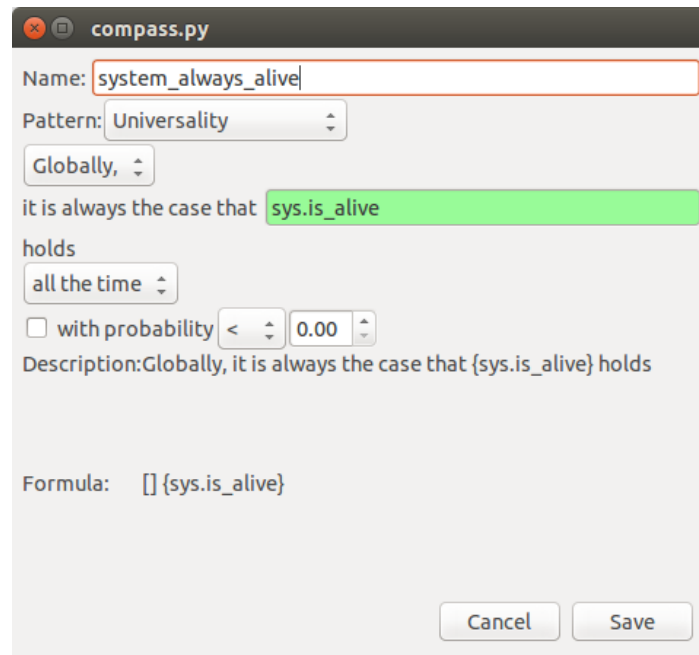 compass.py
Name: system_always_alive
Pattern: Universality
Globally,
it is always the case that sys.is_alive
holds
all the time
with probability < 0.00
Description:Globally, it is always the case that {sys.is_alive} holds
Formula: [] {sys.is_alive}
Cancel Save